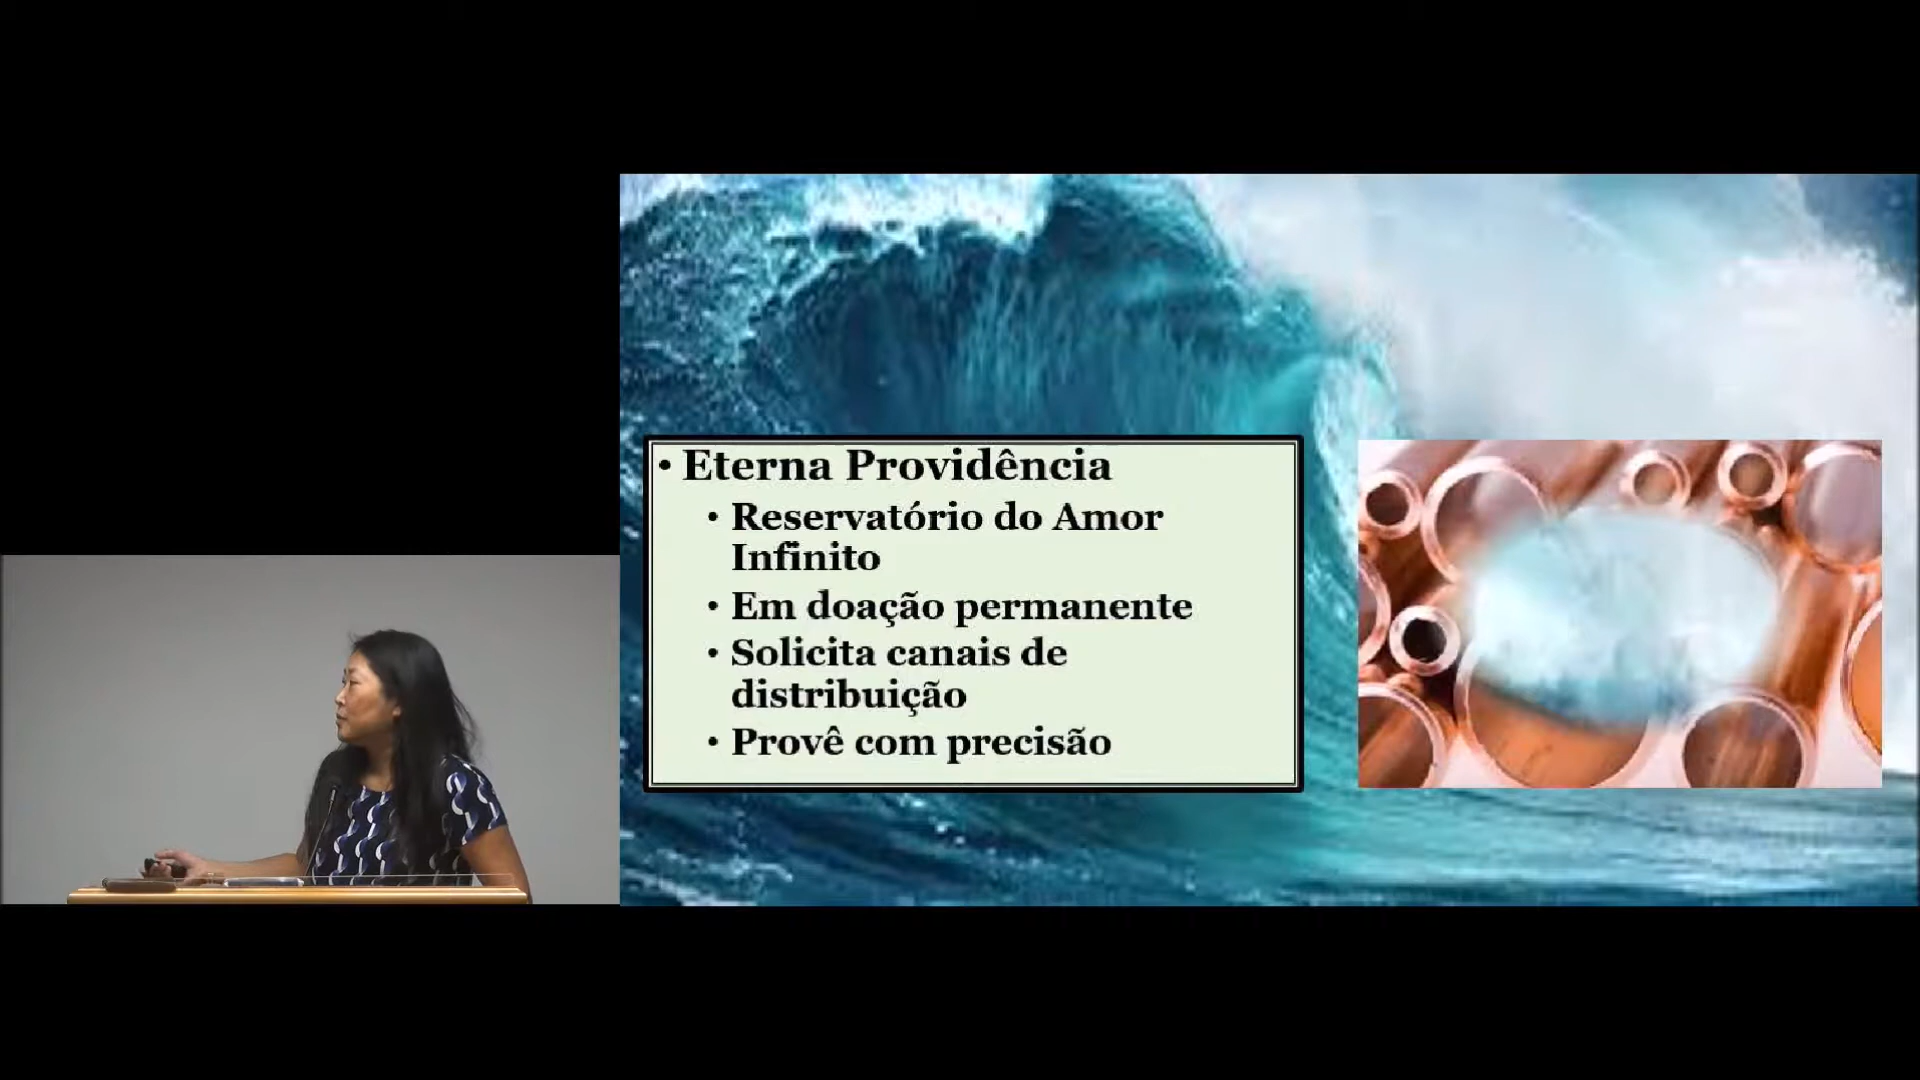 • Eterna Providência
• Reservatório do Amor
Infinito
• Em doação permanente
• Solicita canais de
distribuição
• Provê com precisão